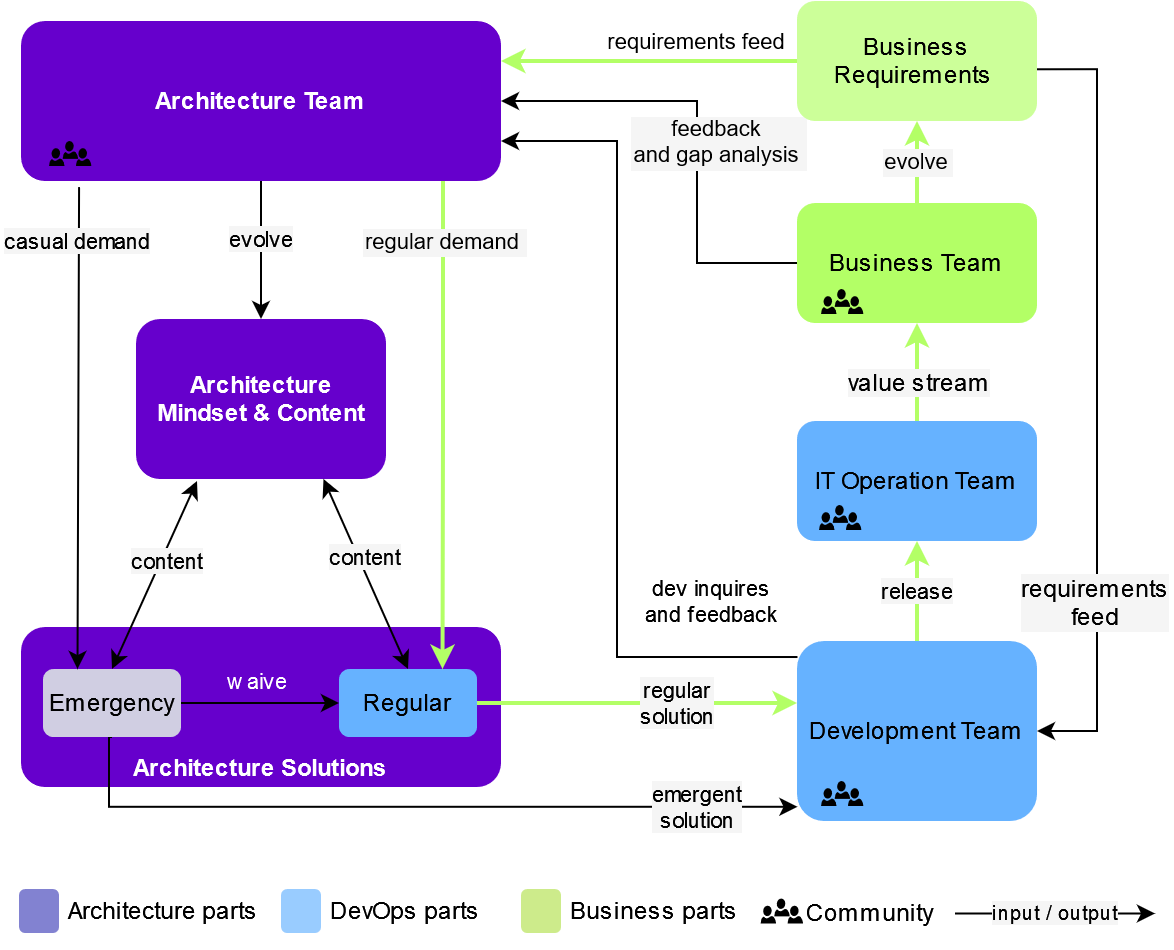 requirements feed
Business
Requirements
Architecture Team
feedback
and gap analysis
evolve
casual demand
evolve
regular demand
Business Team
Architecture
Mindset & Content
value stream
IT Operation Team
content
content
dev inquires
and feedback
release
requirements
feed
Emergency
w aive
Regular
regular
solution
Development Team
Architecture Solutions
emergent
solution
Architecture parts
DevOps parts
Business parts
Community
input / output